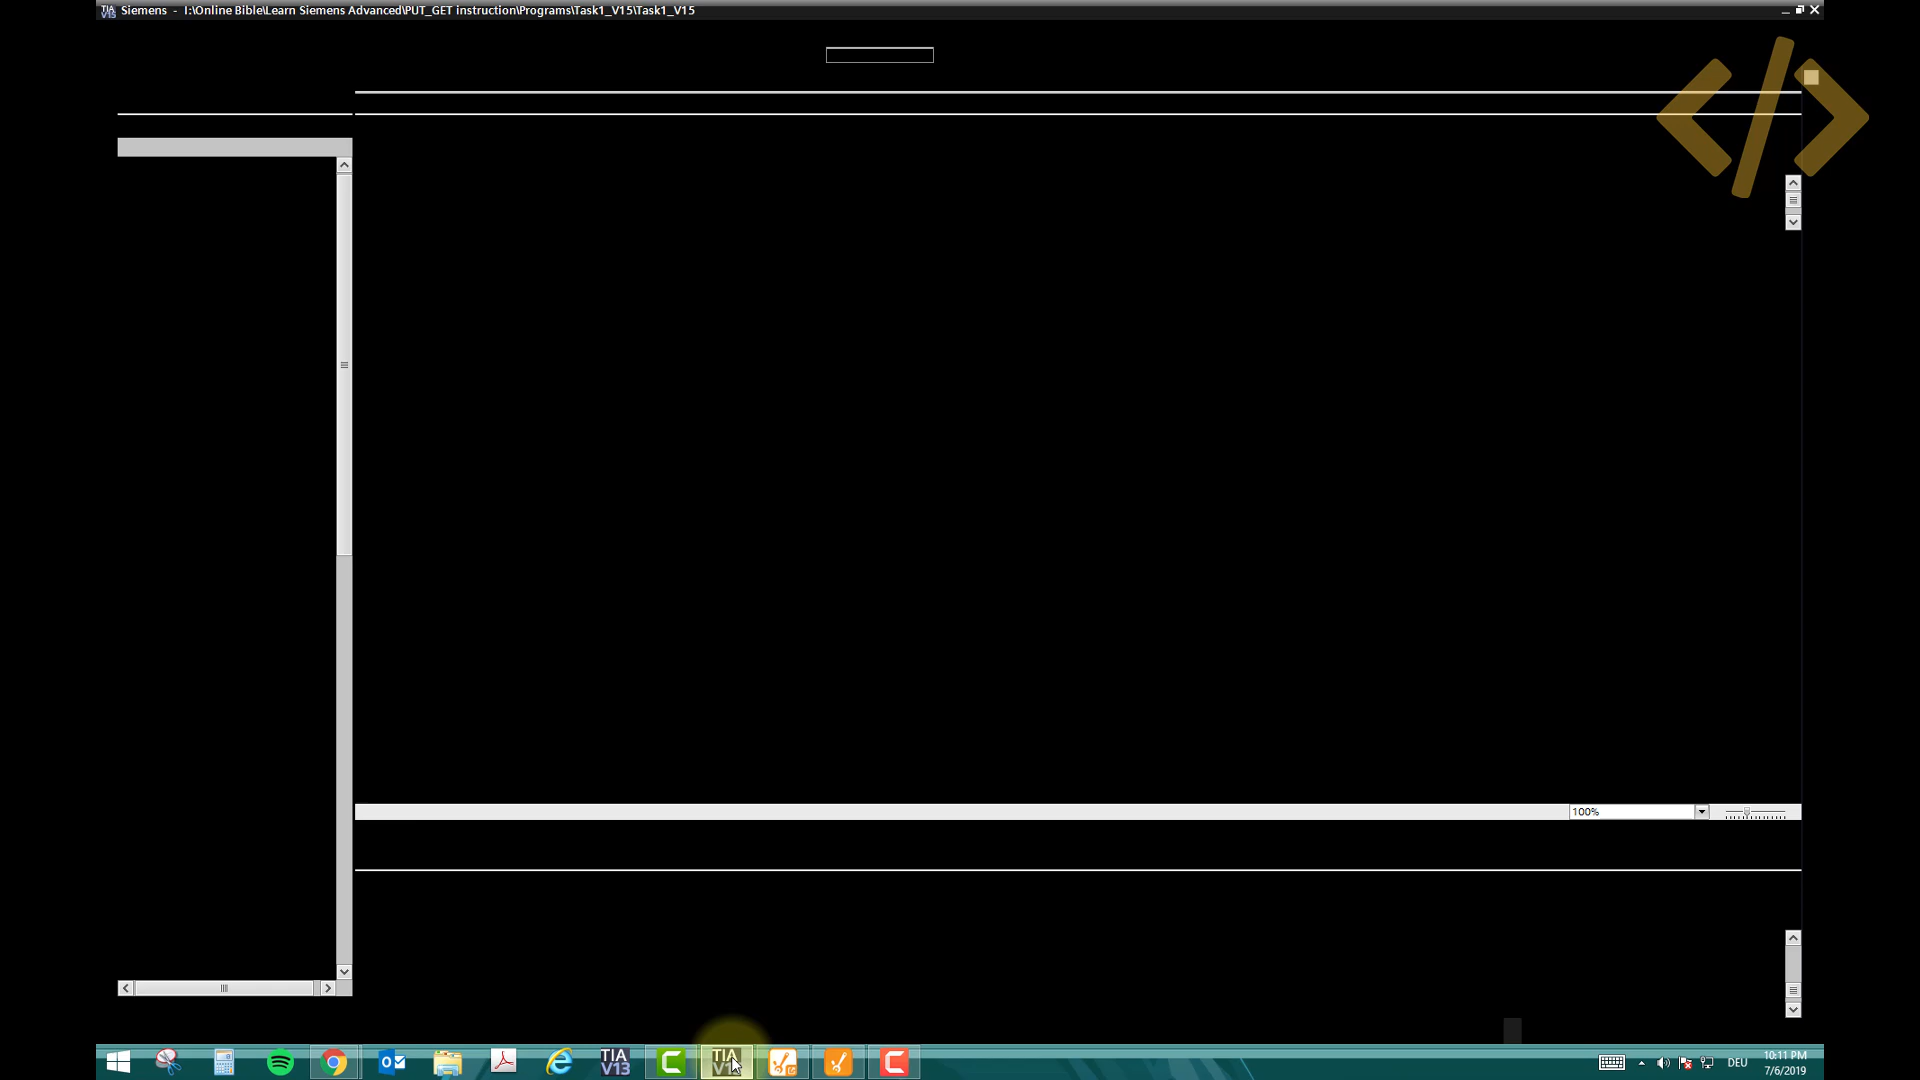 Siemens - I:\Online Bible\Learn Siemens Advanced\PUT_GET instruction\Programs\Task1_V15\Task1_V15
100%
TIA
V13
TIA
10:11 PM
DEU
7/6/2019